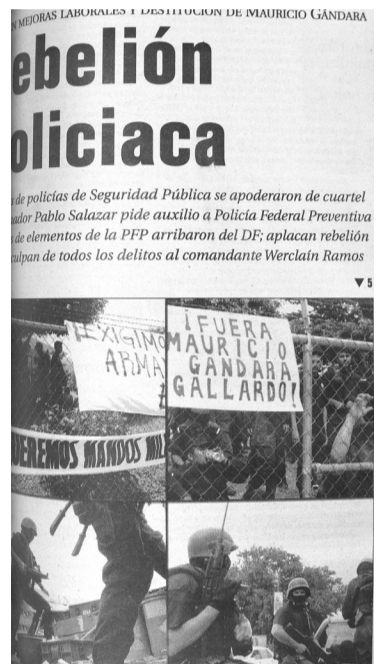 N MEJORAS LABORALES Y DESTITUCIÓN DE MAURICIO GÁNDARA
ebelión
oliciaca
s de policías de Seguridad Pública se apoderaron de cuartel
nador Pablo Salazar pide auxilio a Policía Federal Preventiva
s de elementos de la PFP arribaron del DF; aplacan rebelión
culpan de todos los delitos al comandante Werclaín Ramos
▼ 5
¡EXIGIMO
ARMA
¡FUERA
MAURICIO
GANDARA
GALLARDO!
QUEREMOS MANDOS MIL